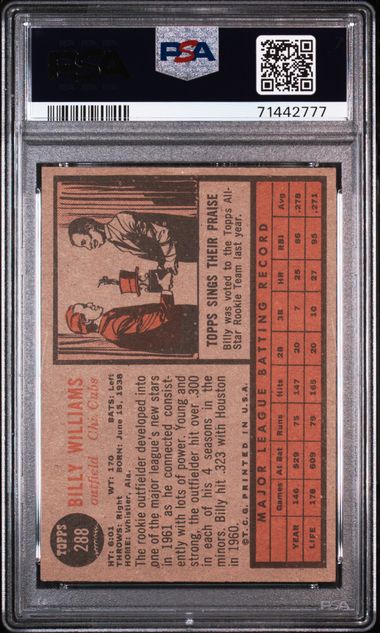 PSA
PSA
71442777
TOPPS
288
BILLY WILLIAMS
outfield Chi. Cubs
HT: 6:01 WT: 170 BATS: Left
THROWS: Right BORN: June 15, 1938
HOME: Whistler, Ala.
The rookie outfielder developed into
one of the major league's new stars
in 1961 as he connected consist-
ently with lots of power. Young and
strong, the outfielder hit over .300
in each of his 4 seasons in the
minors. Billy hit .323 with Houston
in 1960.
©T.C.G. PRINTED IN U.S.A.
TOPPS SINGS THEIR PRAISE
Billy was voted to the Topps All-
Star Rookie Team last year.
MAJOR LEAGUE BATTING RECORD
Games At Bat Runs Hits 2B 3B HR RBI Avg.
YEAR 146 529 75 147 20 7 25 86 .278
LIFE 178 609 79 165 20 10 27 95 .271
PSA